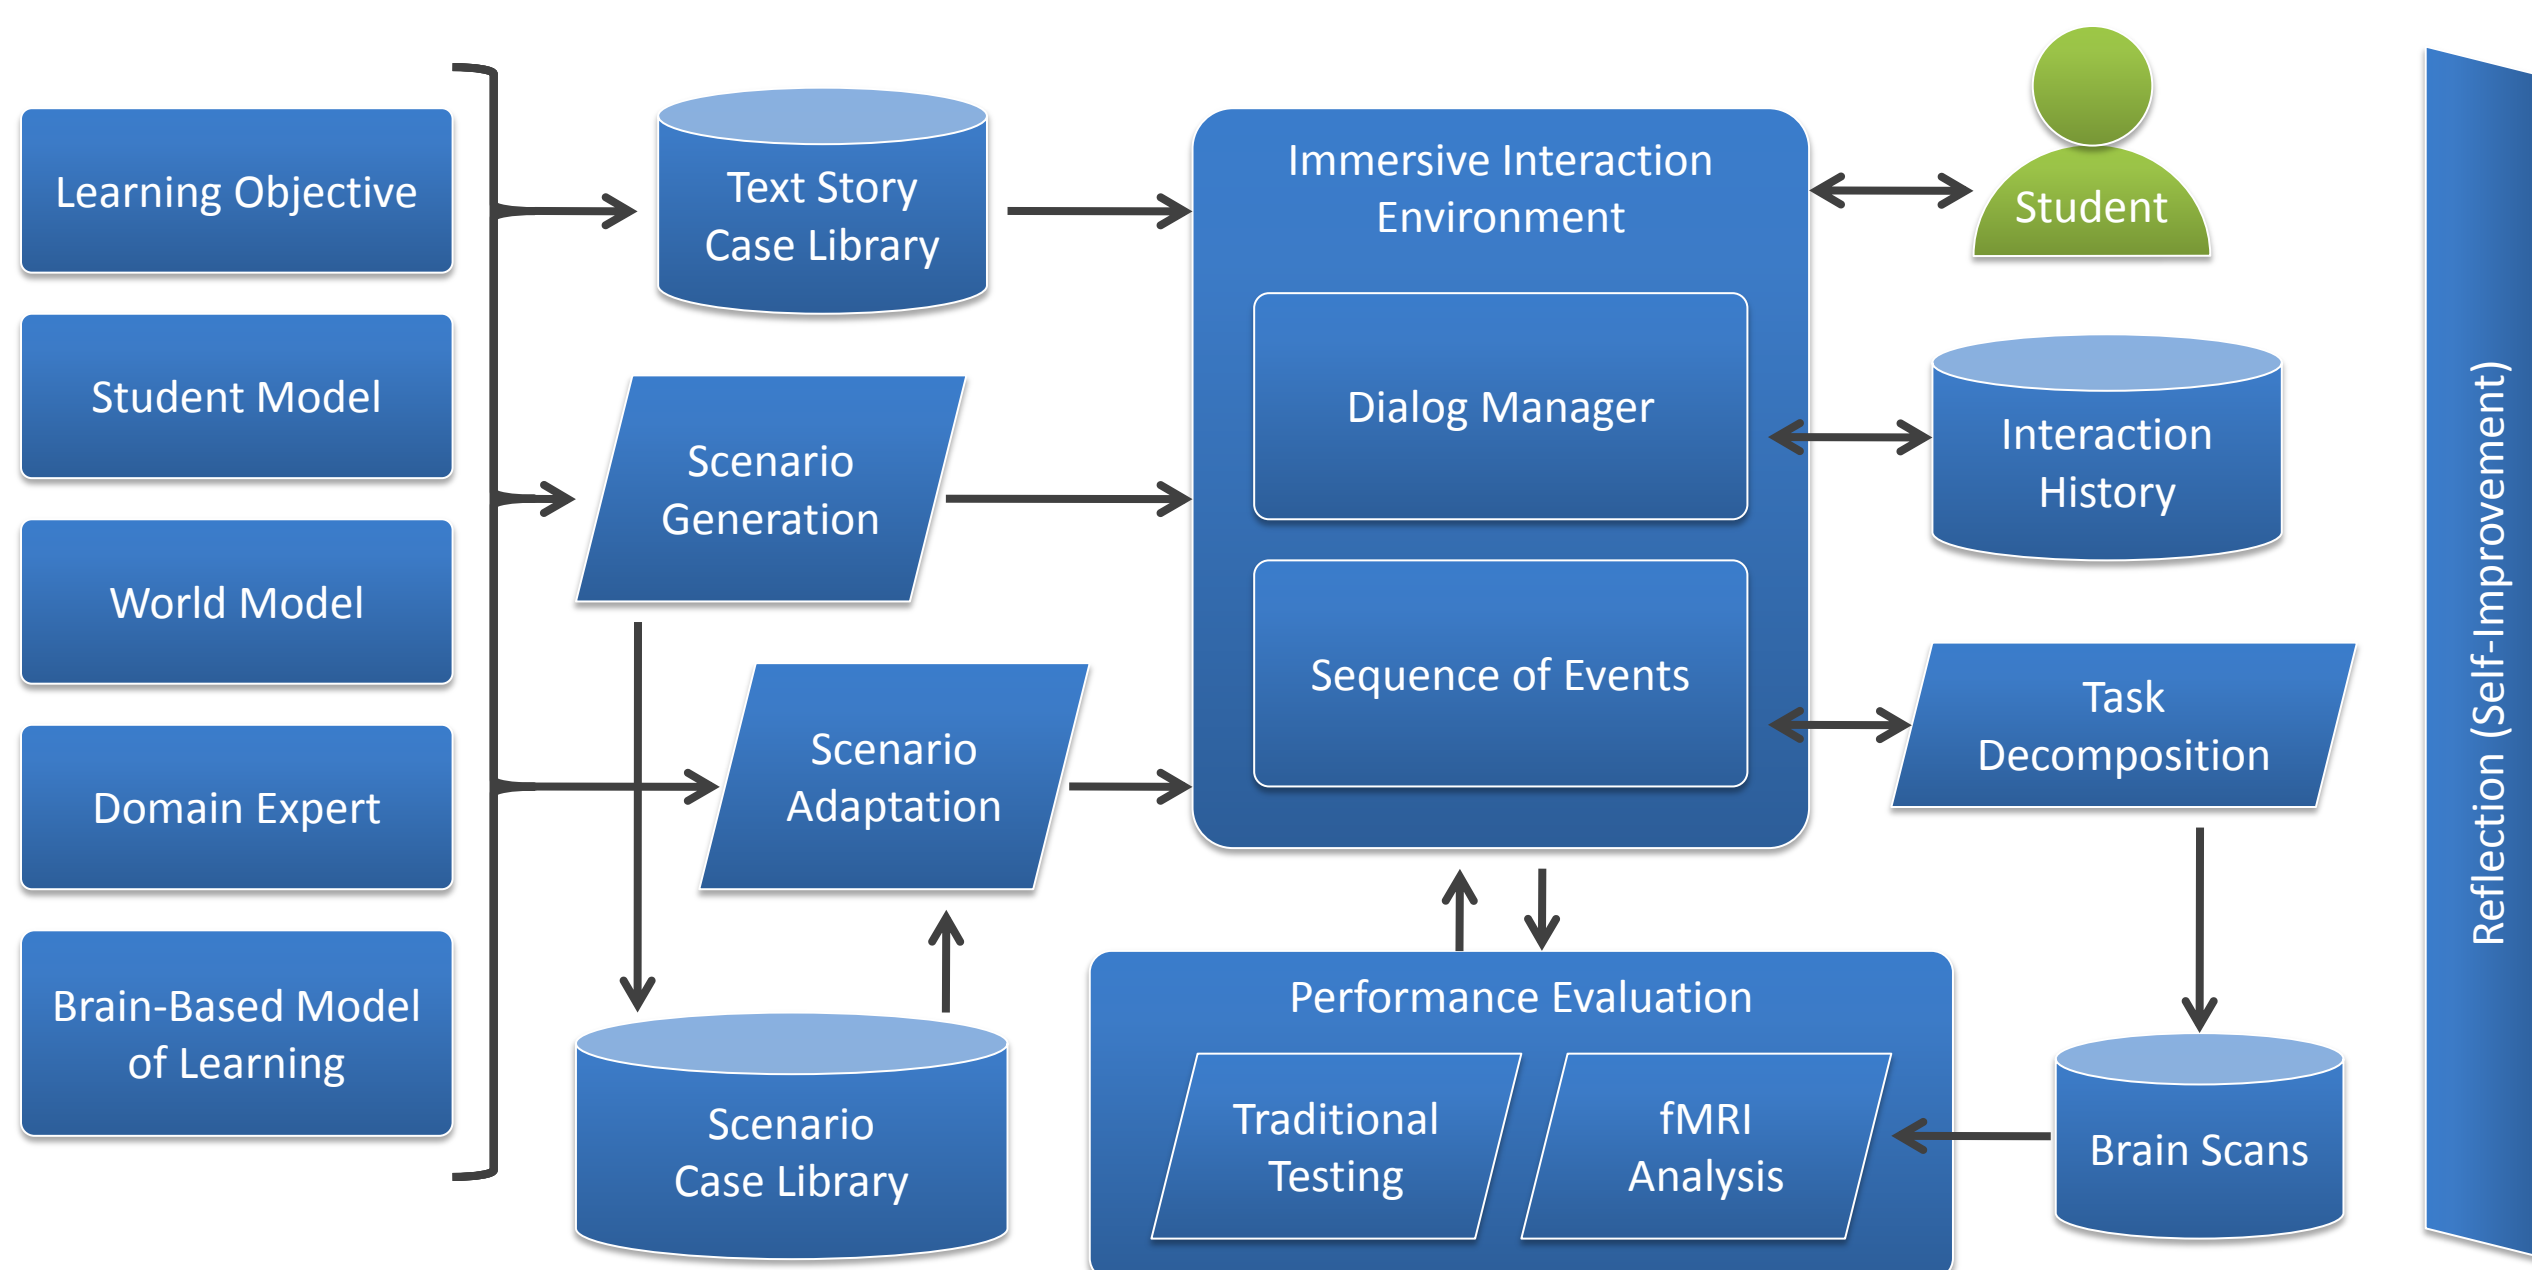 Learning Objective
Student Model
World Model
Domain Expert
Brain-Based Model
of Learning
Text Story
Case Library
Scenario
Generation
Scenario
Adaptation
Scenario
Case Library
Immersive Interaction
Environment
Dialog Manager
Sequence of Events
Performance Evaluation
Traditional
Testing
fMRI
Analysis
Student
Interaction
History
Task
Decomposition
Brain Scans
Reflection (Self-Improvement)